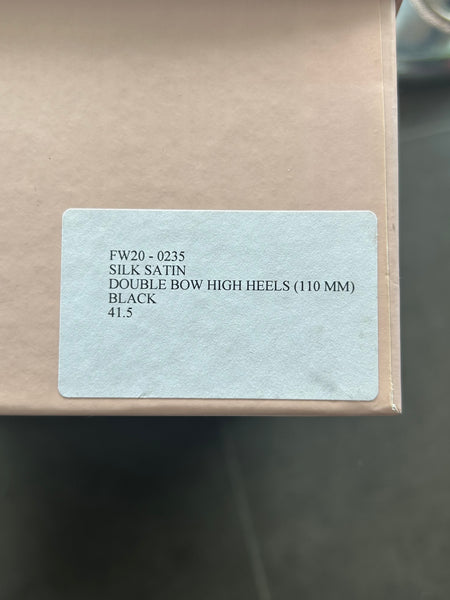 FW20 - 0235
SILK SATIN
DOUBLE BOW HIGH HEELS (110 MM)
BLACK
41.5